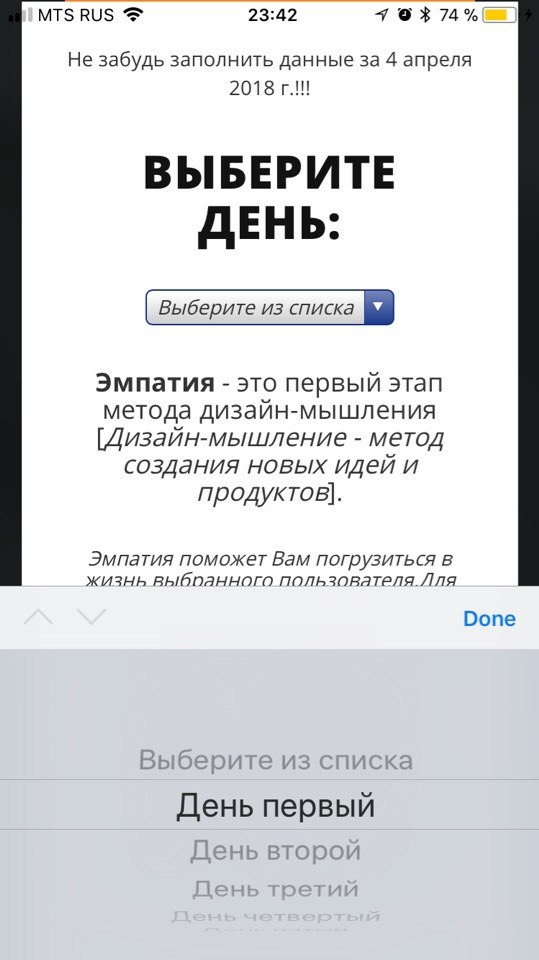 MTS RUS 23:42 74 %
Не забудь заполнить данные за 4 апреля
2018 г.!!!
ВЫБЕРИТЕ
ДЕНЬ:
Выберите из списка
Эмпатия - это первый этап
метода дизайн-мышления
[Дизайн-мышление - метод
создания новых идей и
продуктов].
Эмпатия поможет Вам погрузиться в
жизнь выбранного пользователя.Для
Done
Выберите из списка
День первый
День второй
День третий
День четвертый